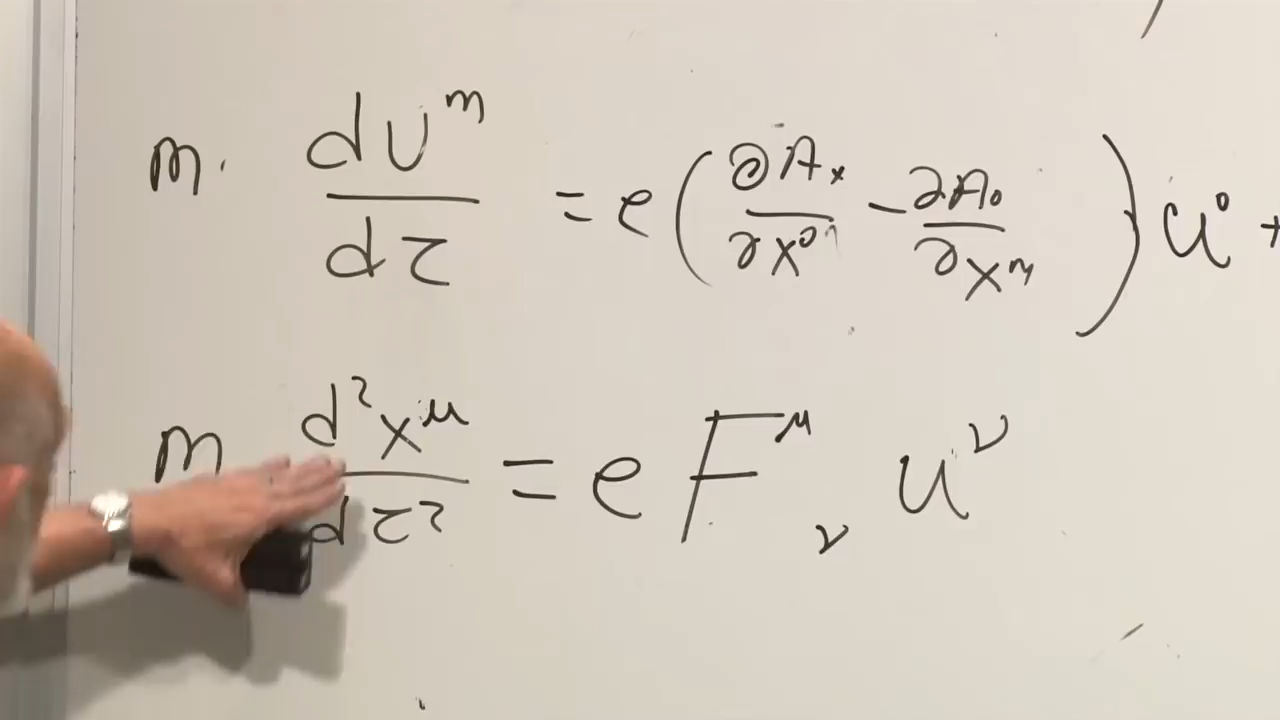 m · dU^m/dτ = e(∂A_x/∂X^0 − ∂A_0/∂X^m) u^0 +
m d²x^μ/dτ² = e F^μ_ν u^ν